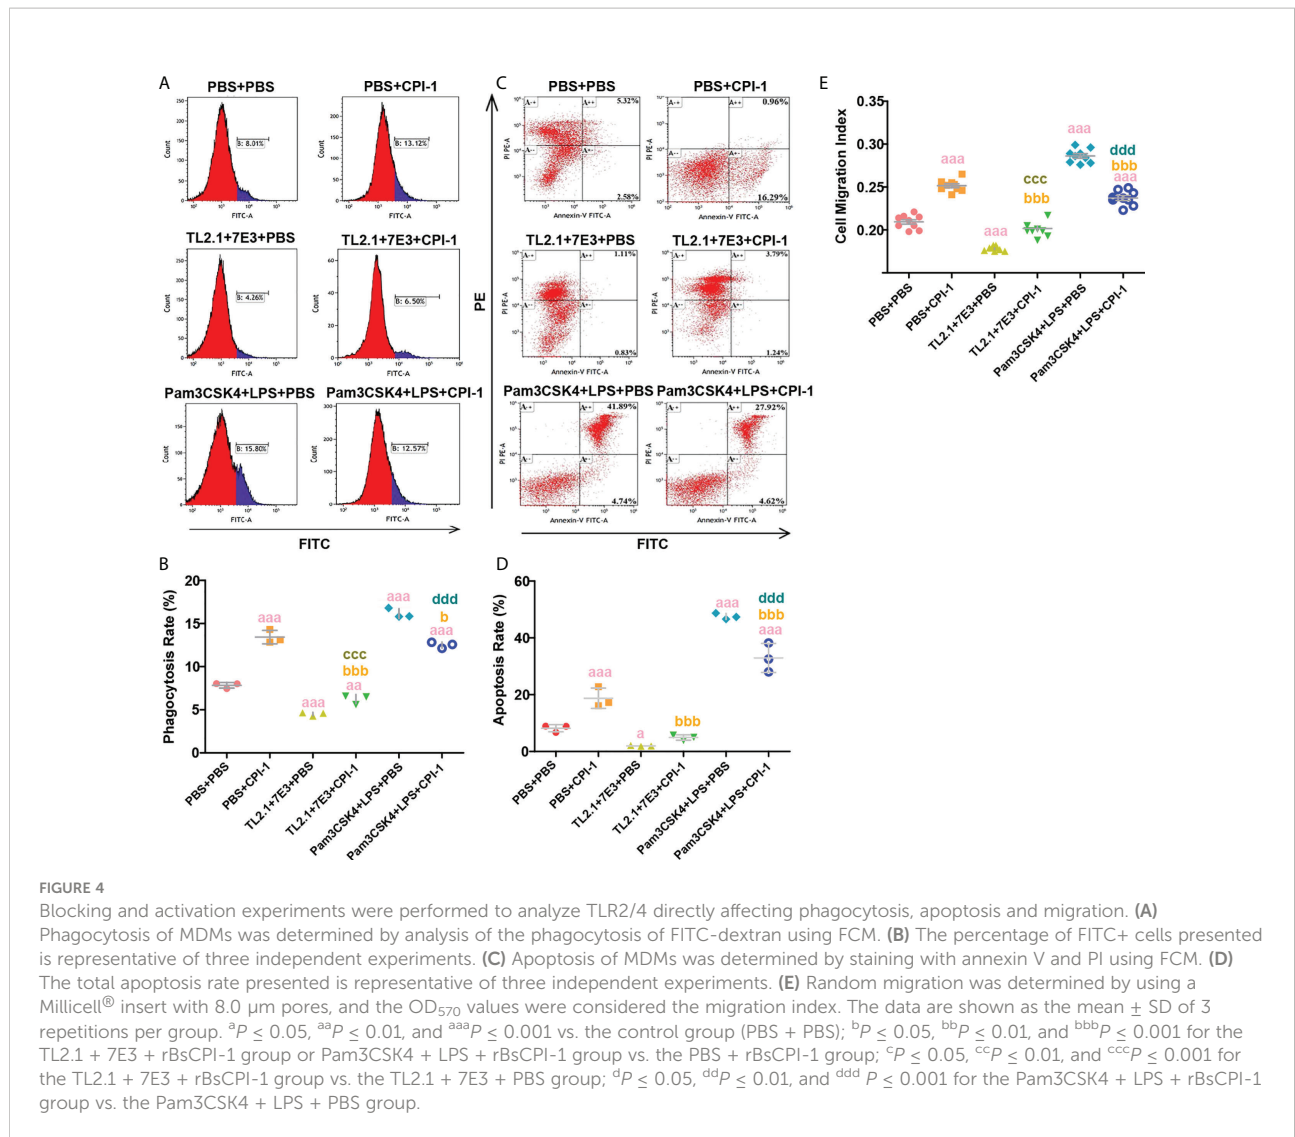 A
PBS+PBS
PBS+CPI-1
B: 8.01%
B: 13.12%
Count
FITC-A
TL2.1+7E3+PBS
TL2.1+7E3+CPI-1
B: 4.26%
B: 6.50%
Count
FITC-A
Pam3CSK4+LPS+PBS
Pam3CSK4+LPS+CPI-1
B: 15.80%
B: 12.57%
Count
FITC-A
FITC
C
PBS+PBS
PBS+CPI-1
5.32%
0.96%
2.58%
16.29%
PI PE-A
Annexin-V FITC-A
TL2.1+7E3+PBS
TL2.1+7E3+CPI-1
1.11%
3.79%
0.83%
1.24%
PE
PI PE-A
Annexin-V FITC-A
Pam3CSK4+LPS+PBS
Pam3CSK4+LPS+CPI-1
41.89%
27.92%
4.74%
4.62%
PI PE-A
Annexin-V FITC-A
FITC
E
Cell Migration Index
0.35
0.30
0.25
0.20
aaa
aaa
ccc
bbb
aaa
ddd
bbb
aaa
PBS+PBS
PBS+CPI-1
TL2.1+7E3+PBS
TL2.1+7E3+CPI-1
Pam3CSK4+LPS+PBS
Pam3CSK4+LPS+CPI-1
B
Phagocytosis Rate (%)
20
15
10
5
0
aaa
aaa
ccc
bbb
aa
aaa
ddd
b
aaa
PBS+PBS
PBS+CPI-1
TL2.1+7E3+PBS
TL2.1+7E3+CPI-1
Pam3CSK4+LPS+PBS
Pam3CSK4+LPS+CPI-1
D
Apoptosis Rate (%)
60
40
20
0
aaa
a
bbb
aaa
ddd
bbb
aaa
PBS+PBS
PBS+CPI-1
TL2.1+7E3+PBS
TL2.1+7E3+CPI-1
Pam3CSK4+LPS+PBS
Pam3CSK4+LPS+CPI-1
FIGURE 4
Blocking and activation experiments were performed to analyze TLR2/4 directly affecting phagocytosis, apoptosis and migration. (A)
Phagocytosis of MDMs was determined by analysis of the phagocytosis of FITC-dextran using FCM. (B) The percentage of FITC+ cells presented
is representative of three independent experiments. (C) Apoptosis of MDMs was determined by staining with annexin V and PI using FCM. (D)
The total apoptosis rate presented is representative of three independent experiments. (E) Random migration was determined by using a
Millicell® insert with 8.0 µm pores, and the OD570 values were considered the migration index. The data are shown as the mean ± SD of 3
repetitions per group. aP ≤ 0.05, aaP ≤ 0.01, and aaaP ≤ 0.001 vs. the control group (PBS + PBS); bP ≤ 0.05, bbP ≤ 0.01, and bbbP ≤ 0.001 for the
TL2.1 + 7E3 + rBsCPI-1 group or Pam3CSK4 + LPS + rBsCPI-1 group vs. the PBS + rBsCPI-1 group; cP ≤ 0.05, ccP ≤ 0.01, and cccP ≤ 0.001 for
the TL2.1 + 7E3 + rBsCPI-1 group vs. the TL2.1 + 7E3 + PBS group; dP ≤ 0.05, ddP ≤ 0.01, and ddd P ≤ 0.001 for the Pam3CSK4 + LPS + rBsCPI-1
group vs. the Pam3CSK4 + LPS + PBS group.